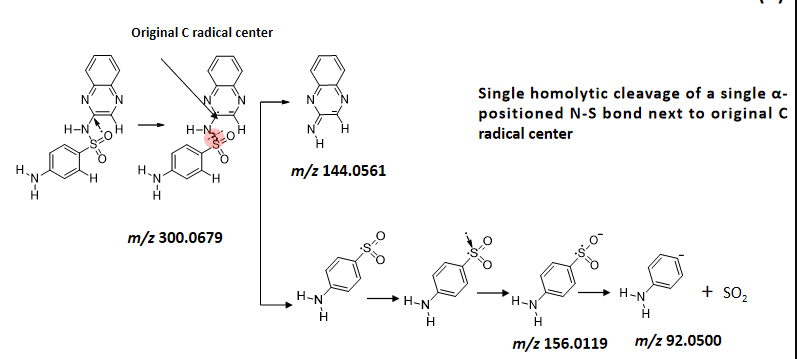 Original C radical center
Single homolytic cleavage of a single α-
positioned N-S bond next to original C
radical center
N
N
H-N
H
S
O
O
H
H
N
H
N
N
H-N
H
S
O
O
H
H
N
H
N
N
N
H
H
m/z 144.0561
m/z 300.0679
·S
O
O
H-N
H
·S
O
O
H-N
H
·S
O⁻
O
H-N
H
m/z 156.0119
-
H-N
H
m/z 92.0500
+ SO₂